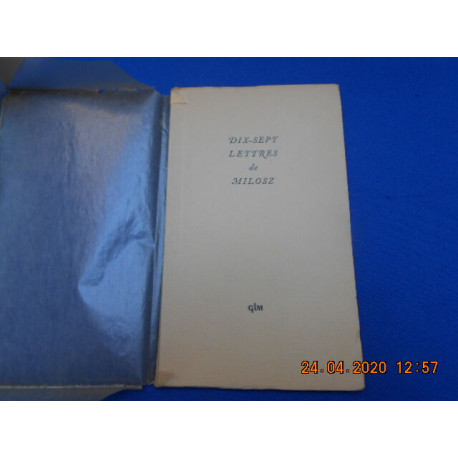 DIX-SEPT
LETTRES
de
MILOSZ
GLM
24.04.2020 12:57